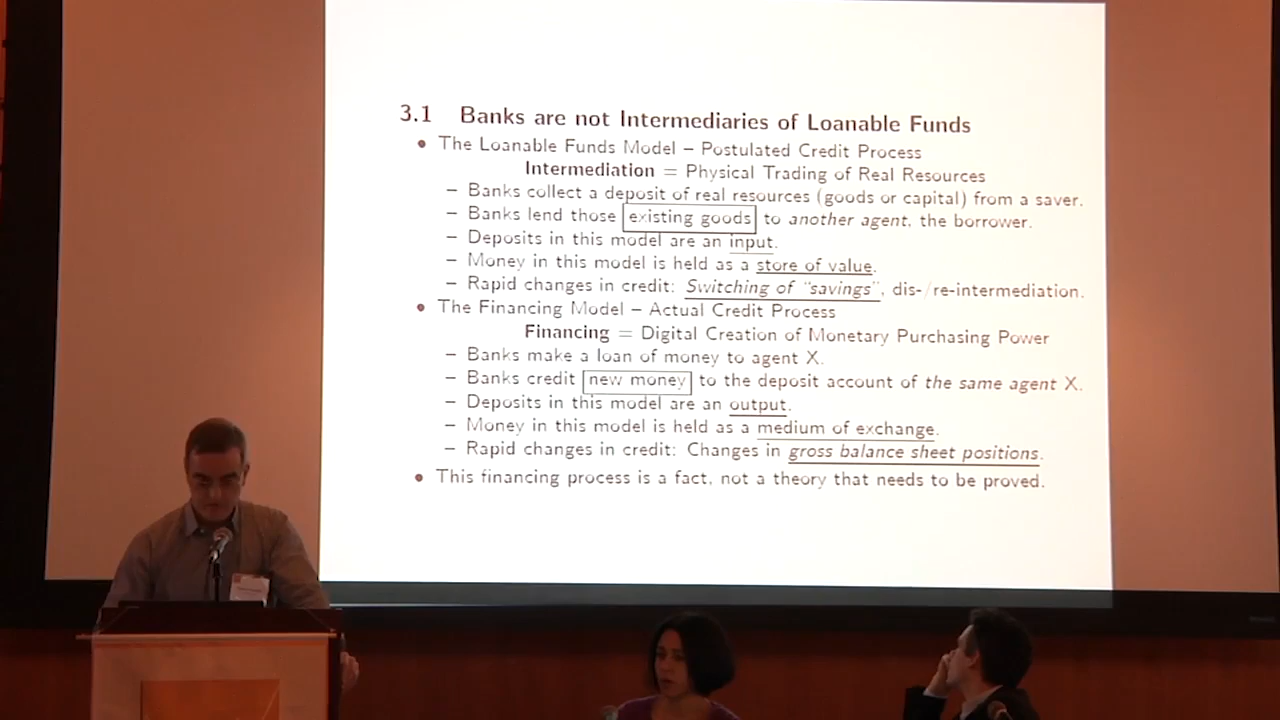 3.1 Banks are not Intermediaries of Loanable Funds
• The Loanable Funds Model – Postulated Credit Process
Intermediation = Physical Trading of Real Resources
– Banks collect a deposit of real resources (goods or capital) from a saver.
– Banks lend those existing goods to another agent, the borrower.
– Deposits in this model are an input.
– Money in this model is held as a store of value.
– Rapid changes in credit: Switching of "savings", dis-/re-intermediation.
• The Financing Model – Actual Credit Process
Financing = Digital Creation of Monetary Purchasing Power
– Banks make a loan of money to agent X.
– Banks credit new money to the deposit account of the same agent X.
– Deposits in this model are an output.
– Money in this model is held as a medium of exchange.
– Rapid changes in credit: Changes in gross balance sheet positions.
• This financing process is a fact, not a theory that needs to be proved.